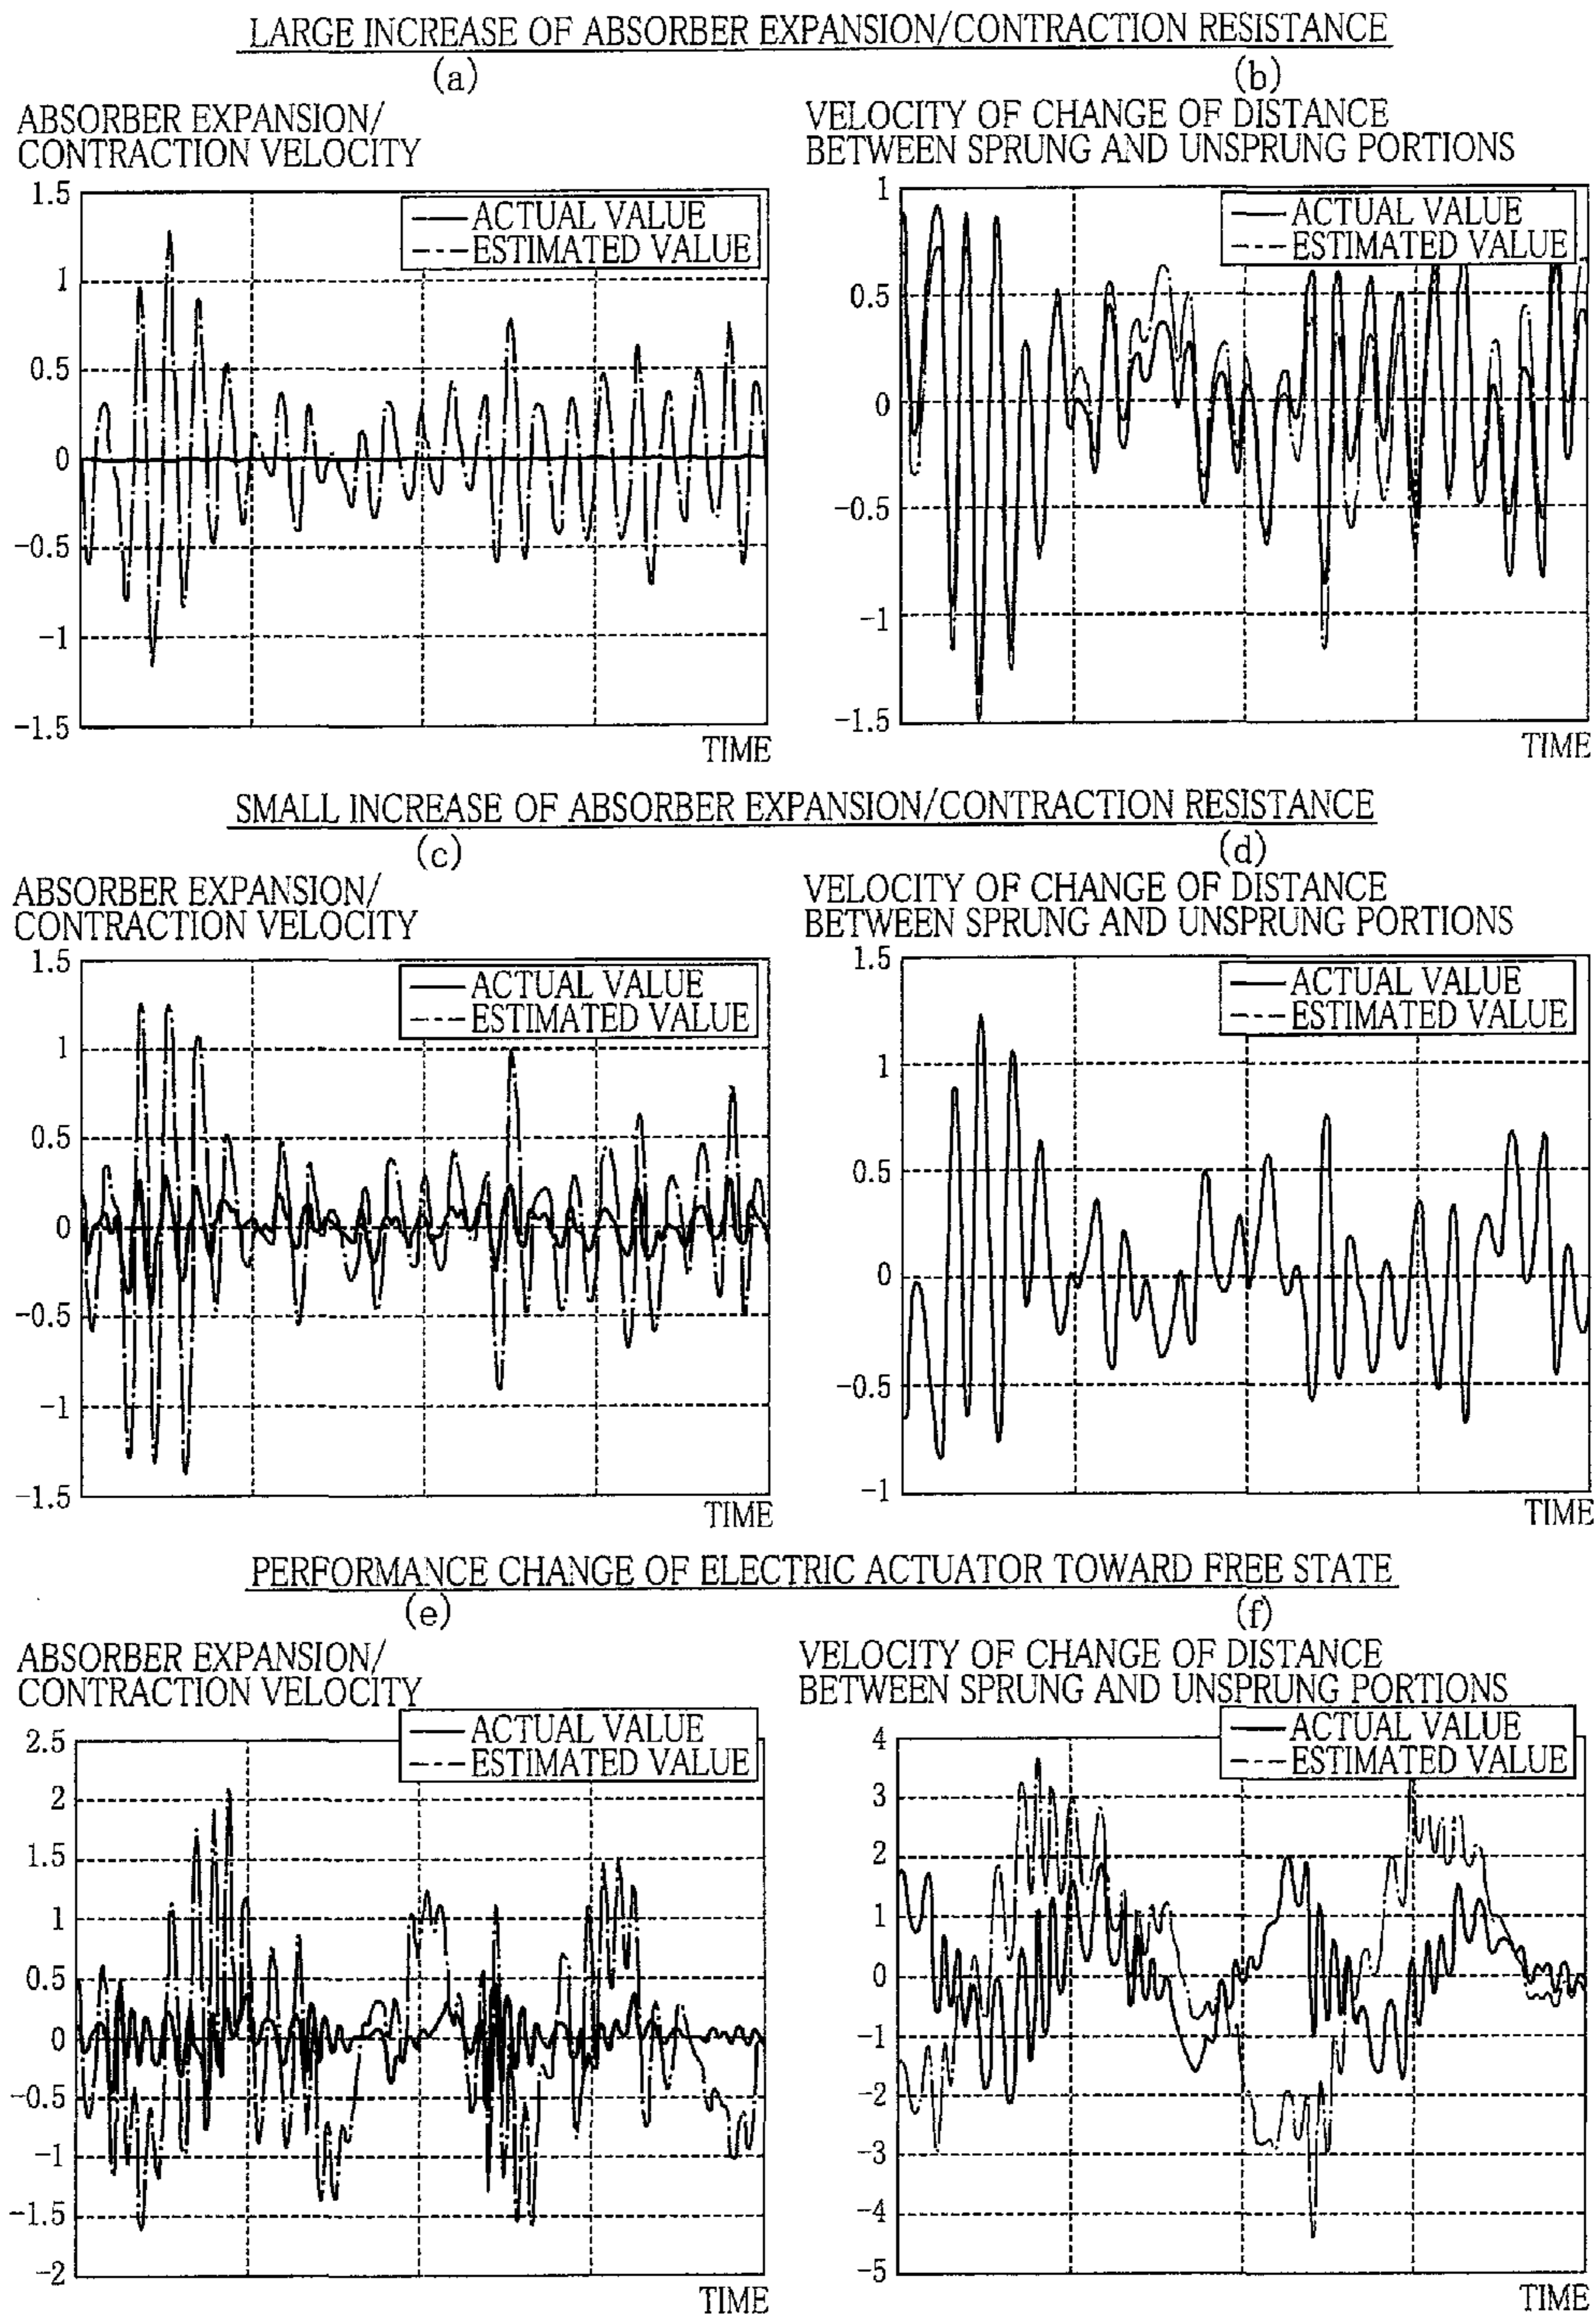 LARGE INCREASE OF ABSORBER EXPANSION/CONTRACTION RESISTANCE
(a)
ABSORBER EXPANSION/
CONTRACTION VELOCITY
ACTUAL VALUE
ESTIMATED VALUE
1.5
1
0.5
0
-0.5
-1
-1.5
TIME
(b)
VELOCITY OF CHANGE OF DISTANCE
BETWEEN SPRUNG AND UNSPRUNG PORTIONS
ACTUAL VALUE
ESTIMATED VALUE
1
0.5
0
-0.5
-1
-1.5
TIME
SMALL INCREASE OF ABSORBER EXPANSION/CONTRACTION RESISTANCE
(c)
ABSORBER EXPANSION/
CONTRACTION VELOCITY
ACTUAL VALUE
ESTIMATED VALUE
1.5
1
0.5
0
-0.5
-1
-1.5
TIME
(d)
VELOCITY OF CHANGE OF DISTANCE
BETWEEN SPRUNG AND UNSPRUNG PORTIONS
ACTUAL VALUE
ESTIMATED VALUE
1.5
1
0.5
0
-0.5
-1
TIME
PERFORMANCE CHANGE OF ELECTRIC ACTUATOR TOWARD FREE STATE
(e)
ABSORBER EXPANSION/
CONTRACTION VELOCITY
ACTUAL VALUE
ESTIMATED VALUE
2.5
2
1.5
1
0.5
0
-0.5
-1
-1.5
-2
TIME
(f)
VELOCITY OF CHANGE OF DISTANCE
BETWEEN SPRUNG AND UNSPRUNG PORTIONS
ACTUAL VALUE
ESTIMATED VALUE
4
3
2
1
0
-1
-2
-3
-4
-5
TIME